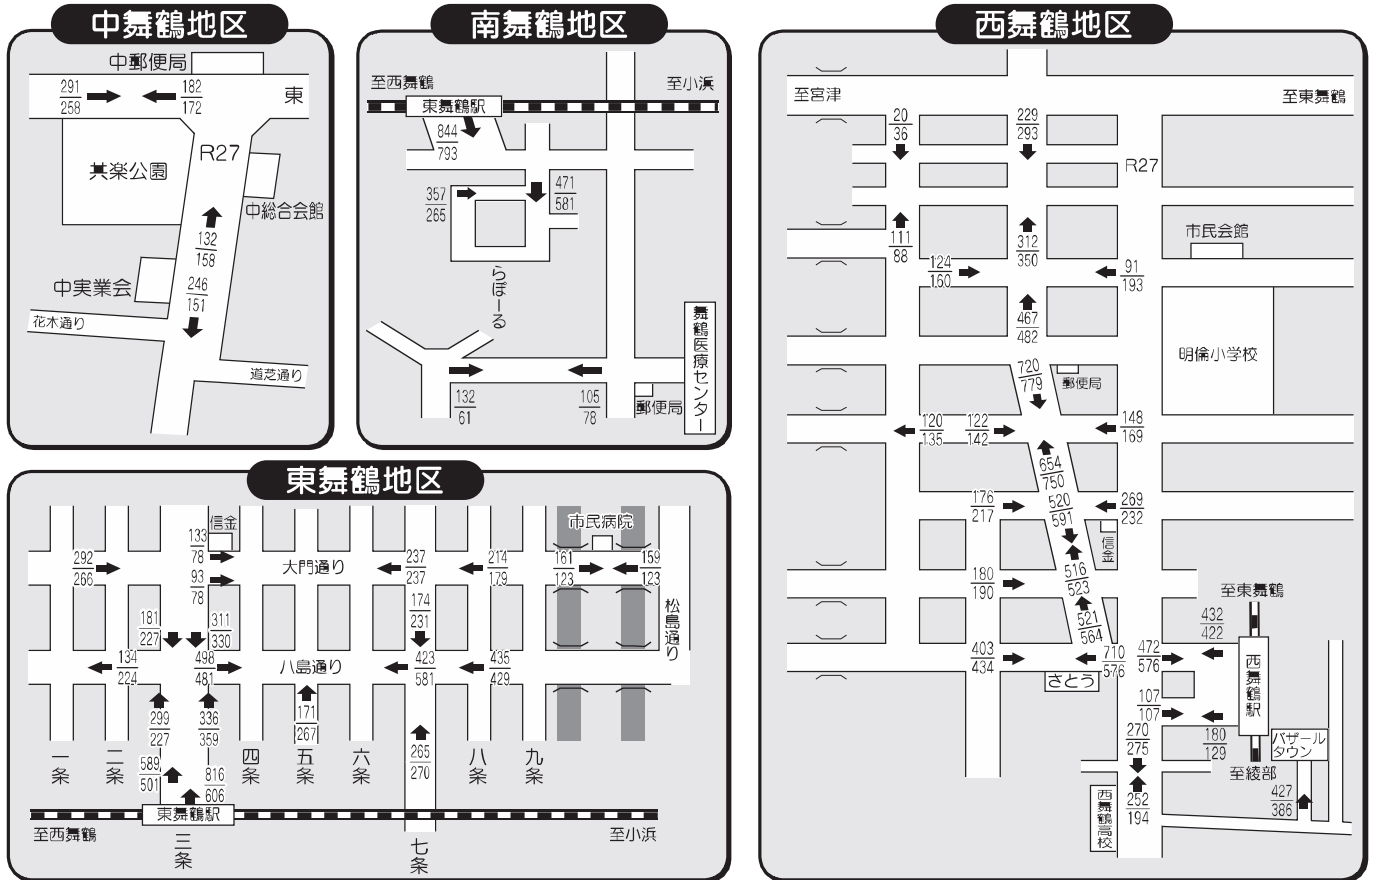 中舞鶴地区
中郵便局
291
258
182
172
東
R27
共楽公園
中総合会館
132
158
246
151
中実業会
花木通り
道芝通り
南舞鶴地区
至西舞鶴
至小浜
東舞鶴駅
844
793
357
265
471
581
らぽーる
舞鶴医療センター
132
61
105
78
郵便局
東舞鶴地区
信金
市民病院
133
78
292
266
93
78
大門通り
237
237
214
179
161
123
159
123
181
227
311
330
174
231
松島通り
134
224
498
481
八島通り
423
581
435
429
299
227
336
359
171
267
265
270
一条
二条
四条
五条
六条
八条
九条
589
501
816
606
東舞鶴駅
至西舞鶴
至小浜
三条
七条
西舞鶴地区
至宮津
至東舞鶴
20
36
229
293
R27
111
88
312
350
市民会館
124
160
91
193
467
482
明倫小学校
720
779
郵便局
120
135
122
142
148
169
654
750
176
217
520
591
269
232
信金
180
190
516
523
至東舞鶴
521
564
432
422
403
434
710
576
472
576
さとう
西舞鶴駅
107
107
270
275
180
129
バザールタウン
至綾部
西舞鶴高校
252
194
427
386